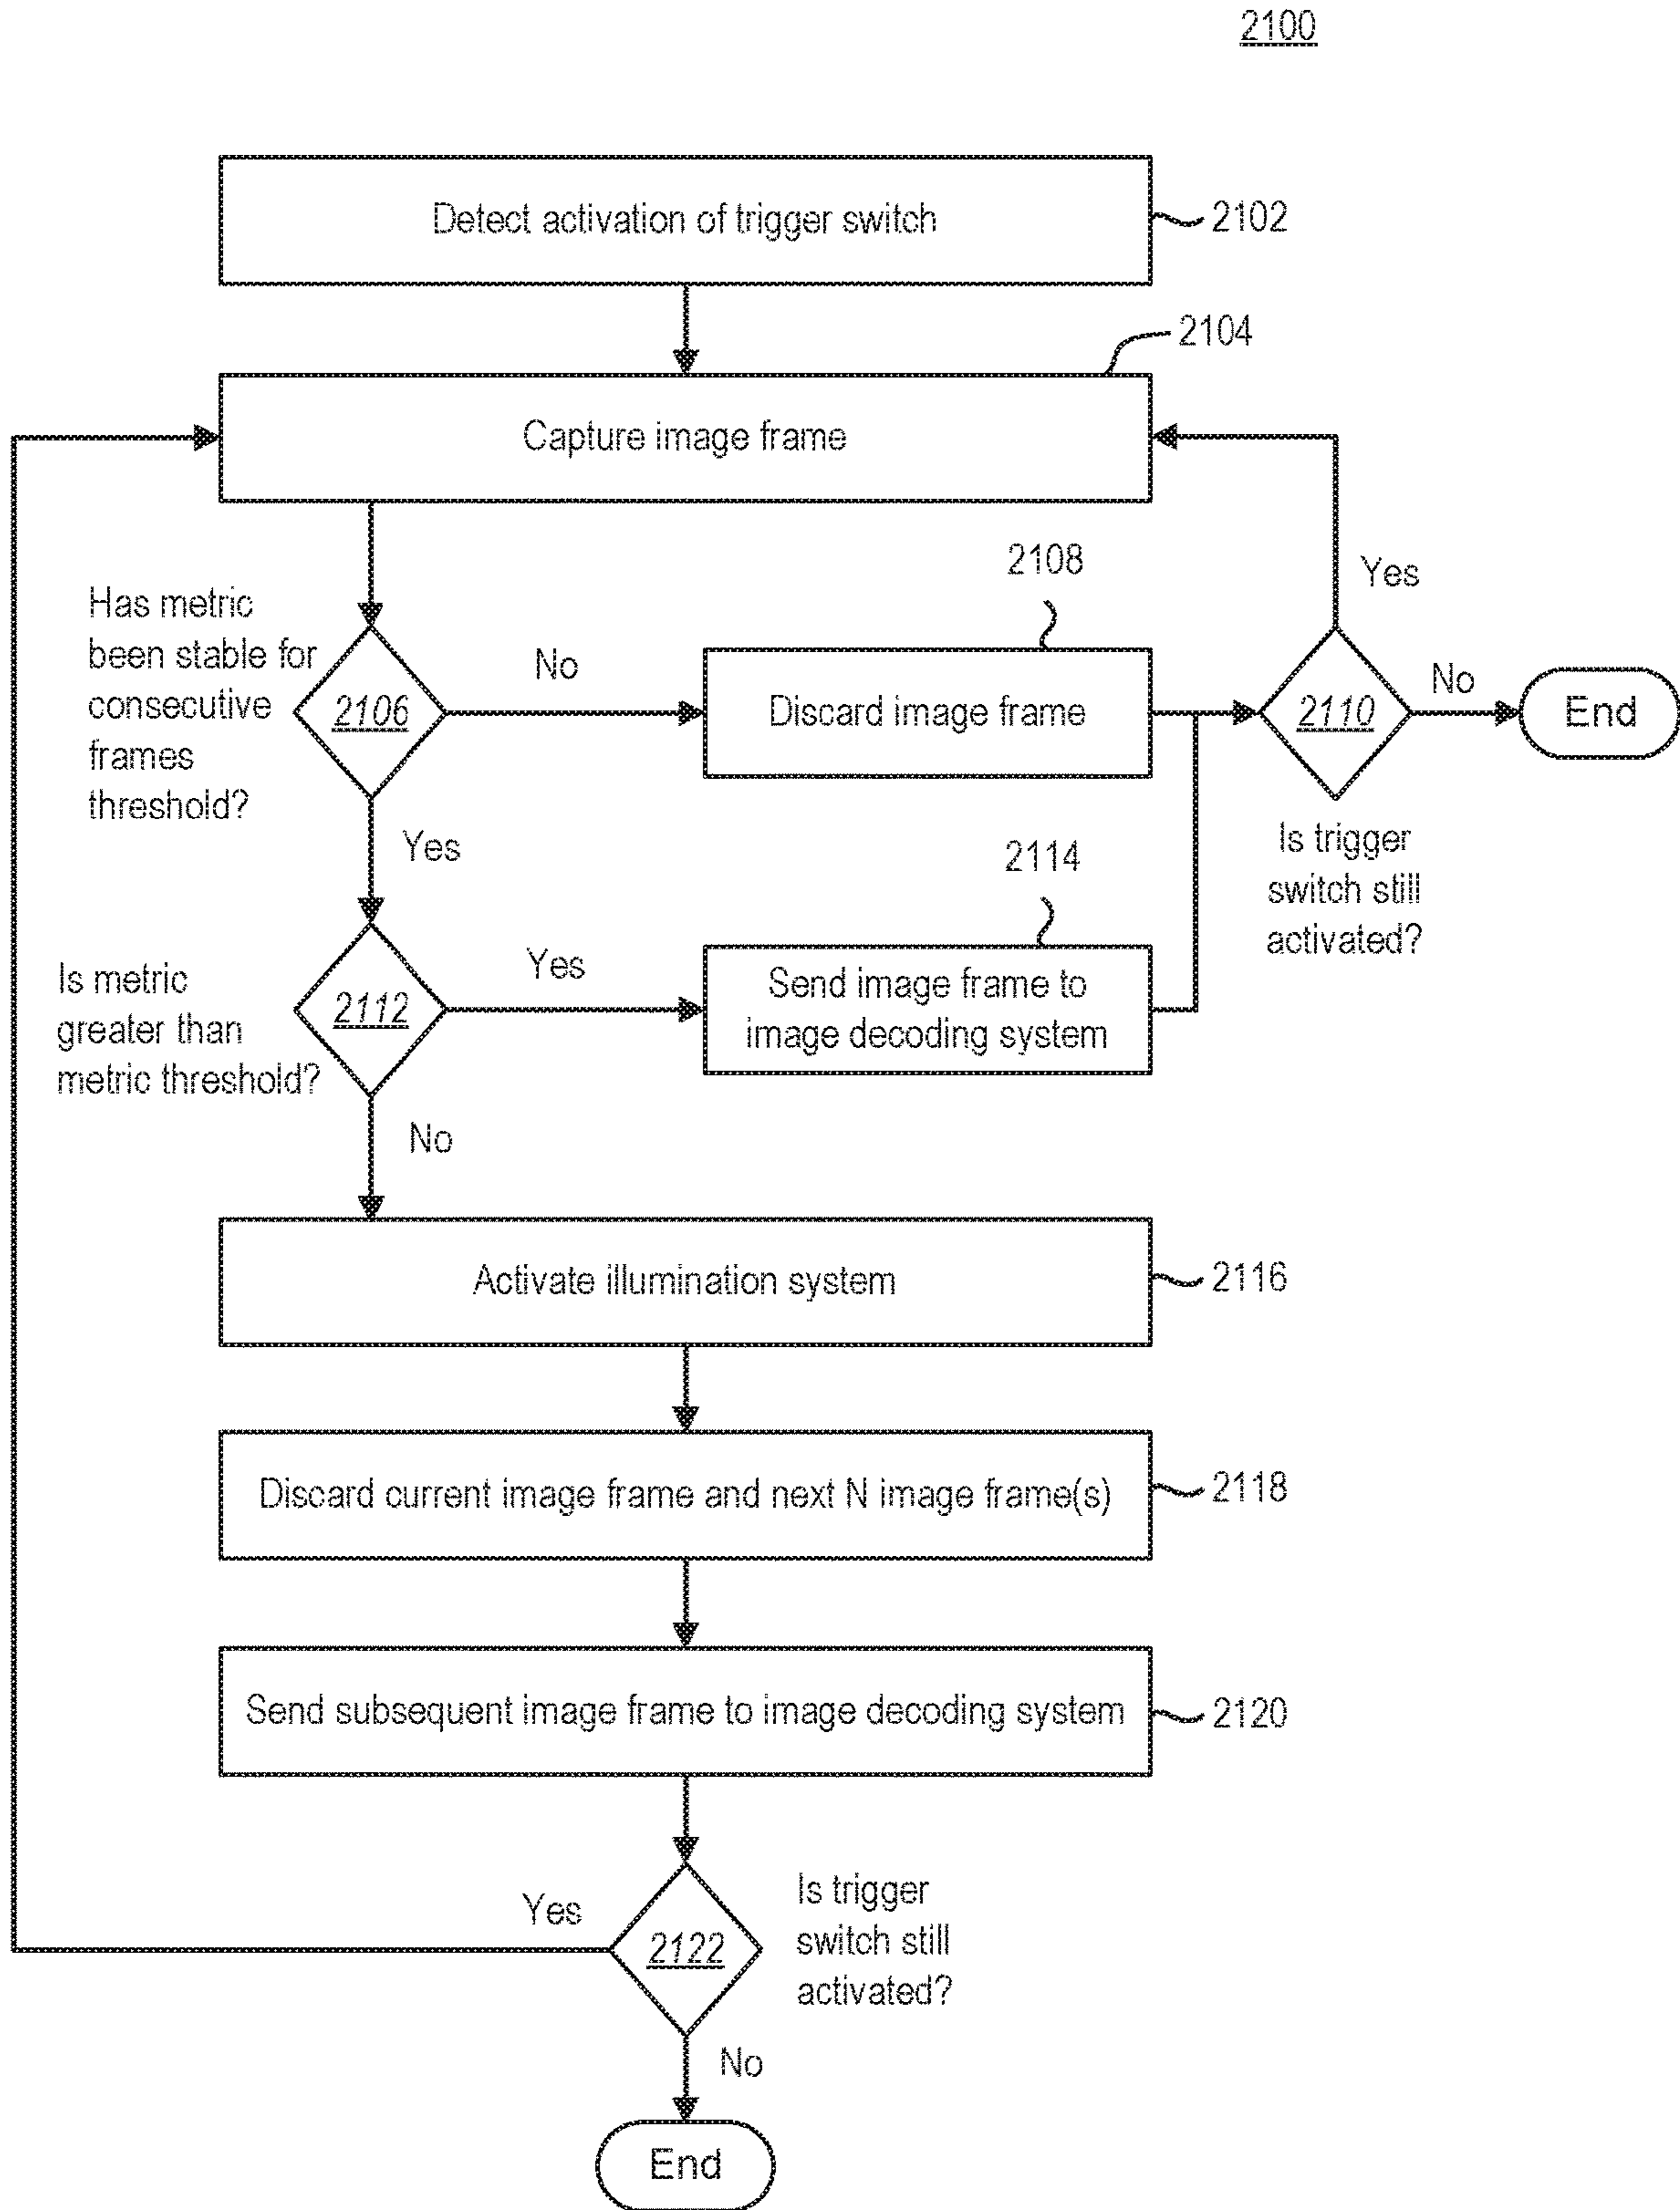 2100
Detect activation of trigger switch
2102
2104
Capture image frame
2108
Yes
Has metric
been stable for
consecutive
frames
threshold?
2106
No
Discard image frame
2110
No
End
Yes
2114
Is trigger
switch still
activated?
Is metric
greater than
metric threshold?
2112
Yes
Send image frame to
image decoding system
No
Activate illumination system
2116
Discard current image frame and next N image frame(s)
2118
Send subsequent image frame to image decoding system
2120
Yes
2122
Is trigger
switch still
activated?
No
End